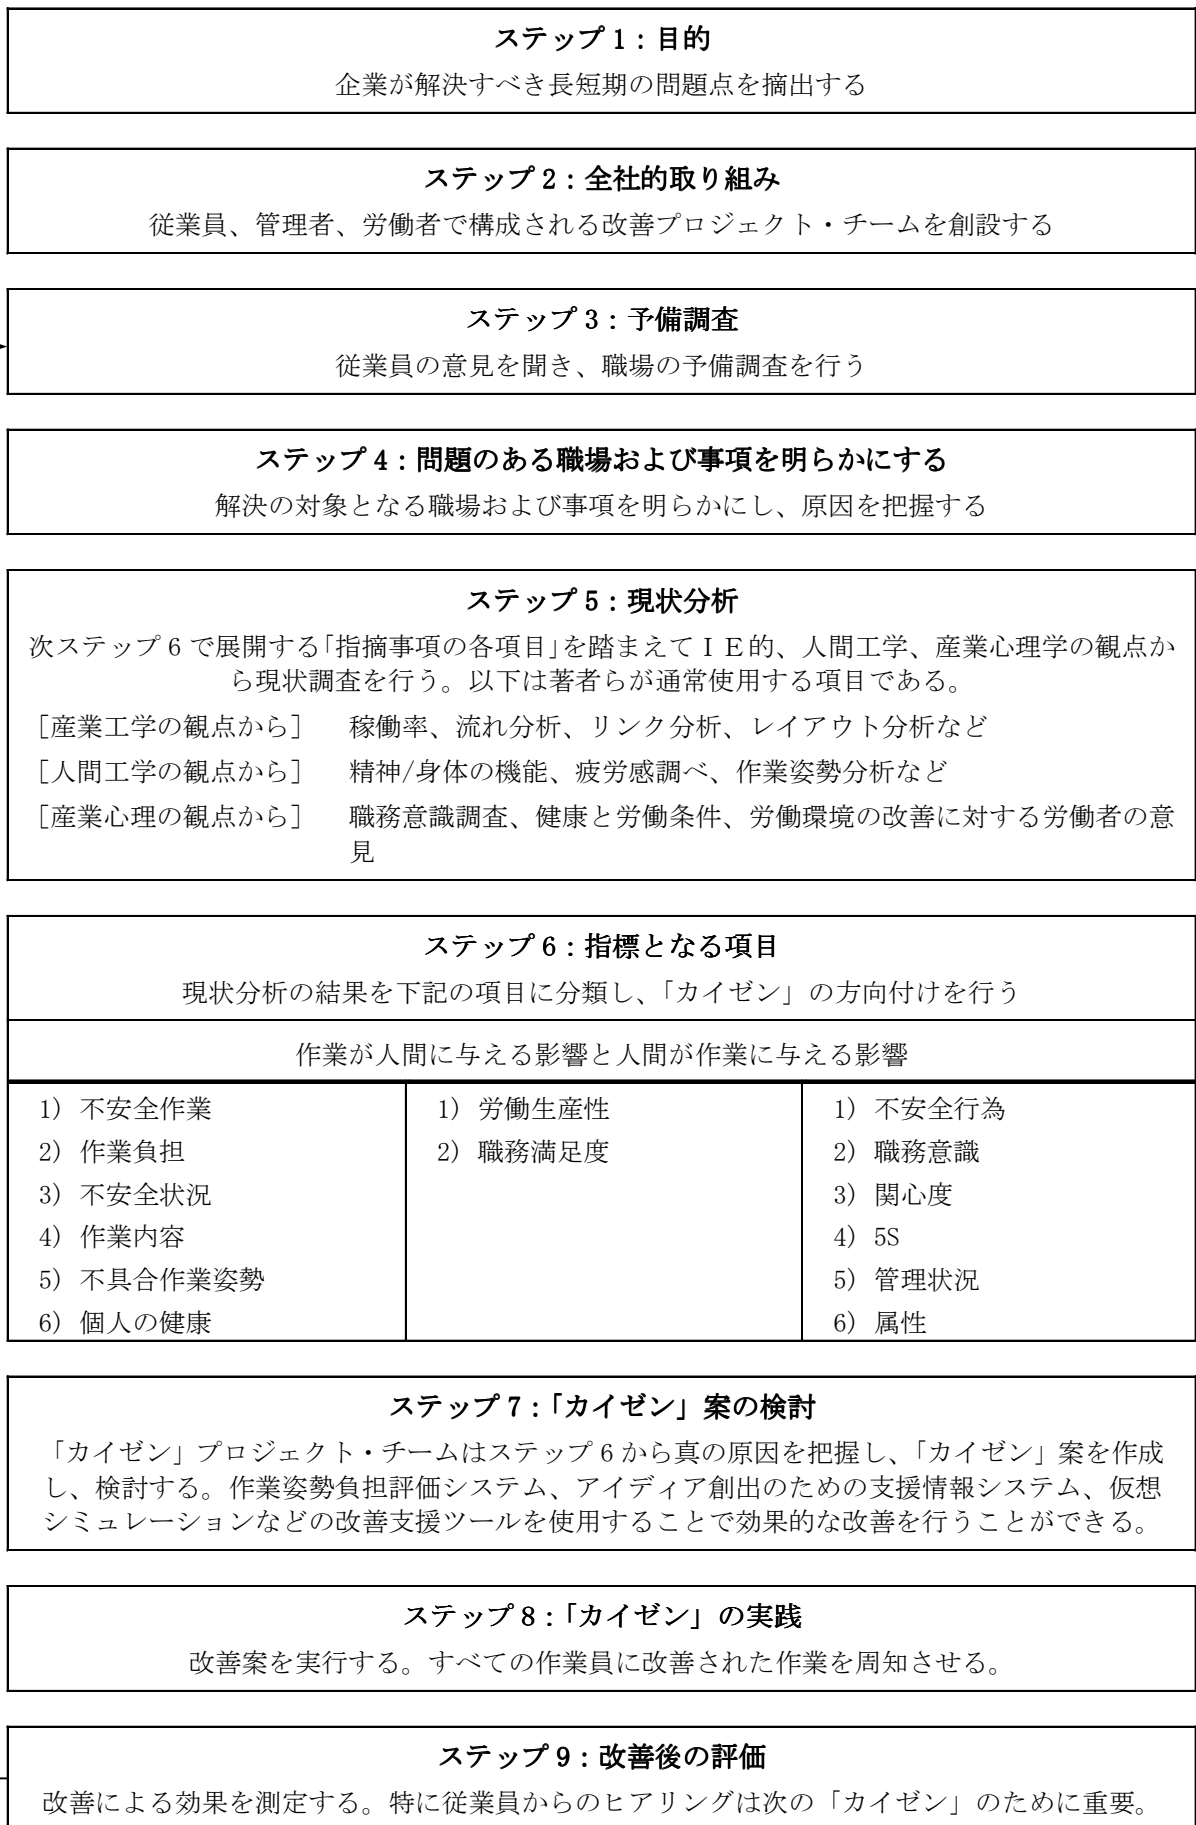 ステップ 1：目的
企業が解決すべき長短期の問題点を摘出する
ステップ 2：全社的取り組み
従業員、管理者、労働者で構成される改善プロジェクト・チームを創設する
ステップ 3：予備調査
従業員の意見を聞き、職場の予備調査を行う
ステップ 4：問題のある職場および事項を明らかにする
解決の対象となる職場および事項を明らかにし、原因を把握する
ステップ 5：現状分析
次ステップ 6 で展開する「指摘事項の各項目」を踏まえてＩＥ的、人間工学、産業心理学の観点か
ら現状調査を行う。以下は著者らが通常使用する項目である。
［産業工学の観点から］ 稼働率、流れ分析、リンク分析、レイアウト分析など
［人間工学の観点から］ 精神/身体の機能、疲労感調べ、作業姿勢分析など
［産業心理の観点から］ 職務意識調査、健康と労働条件、労働環境の改善に対する労働者の意
見
ステップ 6：指標となる項目
現状分析の結果を下記の項目に分類し、「カイゼン」の方向付けを行う
作業が人間に与える影響と人間が作業に与える影響
1) 不安全作業
2) 作業負担
3) 不安全状況
4) 作業内容
5) 不具合作業姿勢
6) 個人の健康
1) 労働生産性
2) 職務満足度
1) 不安全行為
2) 職務意識
3) 関心度
4) 5S
5) 管理状況
6) 属性
ステップ 7：「カイゼン」案の検討
「カイゼン」プロジェクト・チームはステップ 6 から真の原因を把握し、「カイゼン」案を作成
し、検討する。作業姿勢負担評価システム、アイディア創出のための支援情報システム、仮想
シミュレーションなどの改善支援ツールを使用することで効果的な改善を行うことができる。
ステップ 8：「カイゼン」の実践
改善案を実行する。すべての作業員に改善された作業を周知させる。
ステップ 9：改善後の評価
改善による効果を測定する。特に従業員からのヒアリングは次の「カイゼン」のために重要。